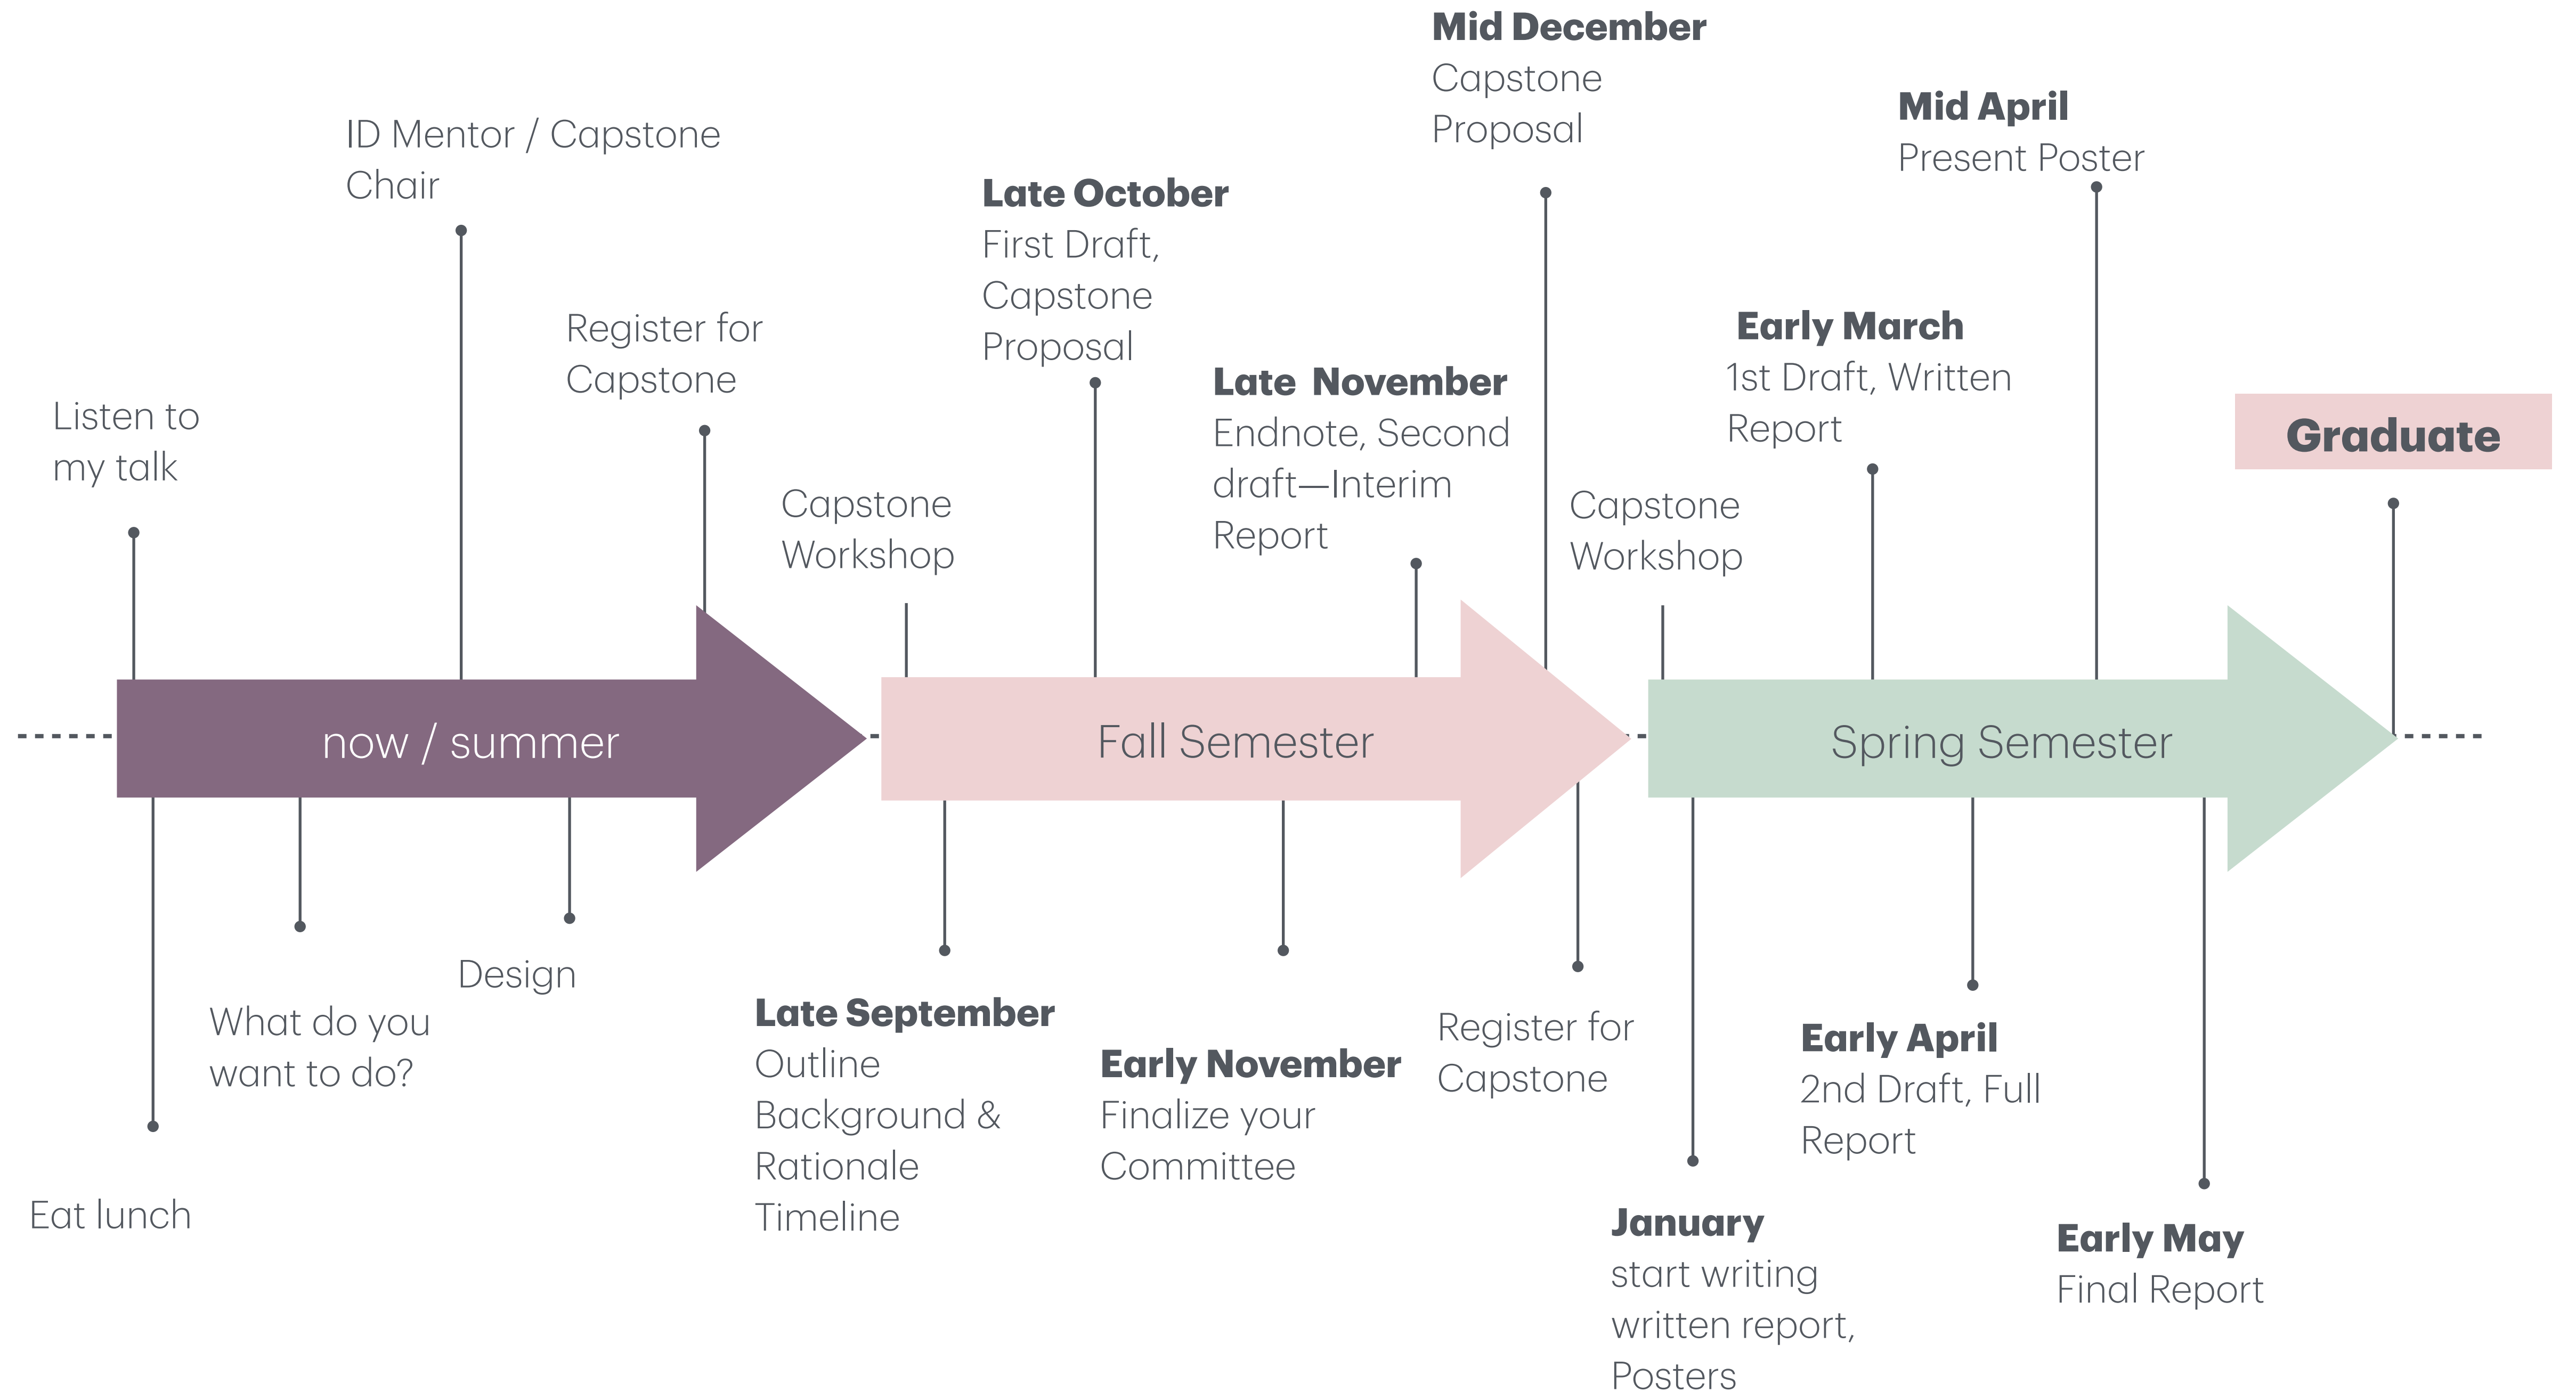 Mid December
Capstone
Proposal
Mid April
Present Poster
ID Mentor / Capstone
Chair
Late October
First Draft,
Capstone
Proposal
Register for
Capstone
Early March
1st Draft, Written
Report
Late  November
Endnote, Second
draft—Interim
Report
Listen to
my talk
Graduate
Capstone
Workshop
Capstone
Workshop
now / summer
Fall Semester
Spring Semester
Design
What do you
want to do?
Eat lunch
Late September
Outline
Background &
Rationale
Timeline
Early November
Finalize your
Committee
Register for
Capstone
Early April
2nd Draft, Full
Report
January
start writing
written report,
Posters
Early May
Final Report